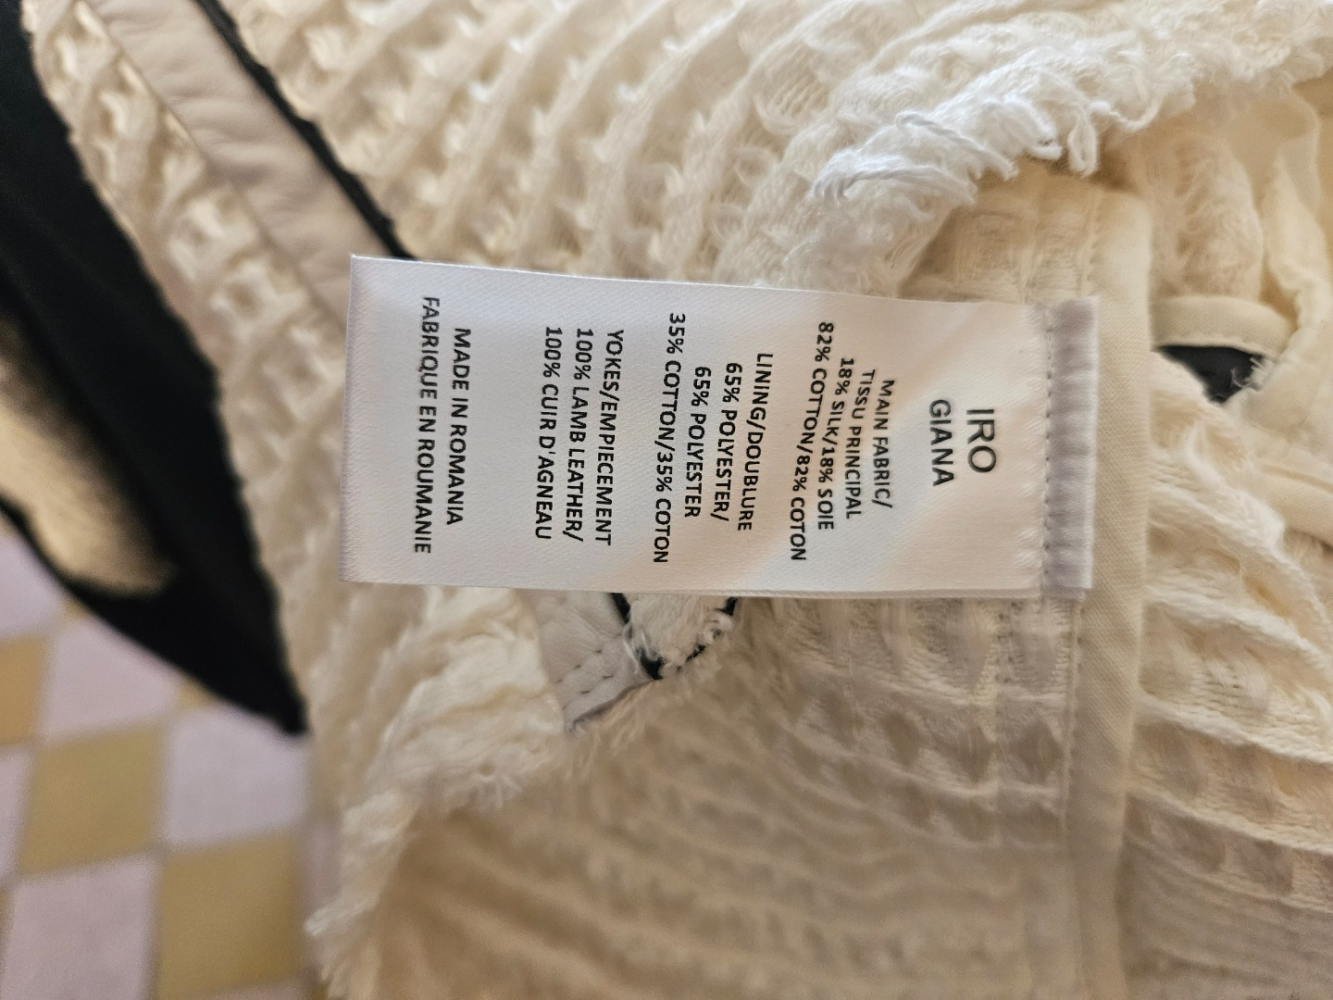 IRO
GIANA
MAIN FABRIC/
TISSU PRINCIPAL
18% SILK/18% SOIE
82% COTTON/82% COTON
LINING/DOUBLURE
65% POLYESTER/
65% POLYESTER
35% COTTON/35% COTON
YOKES/EMPIECEMENT
100% LAMB LEATHER/
100% CUIR D'AGNEAU
MADE IN ROMANIA
FABRIQUE EN ROUMANIE